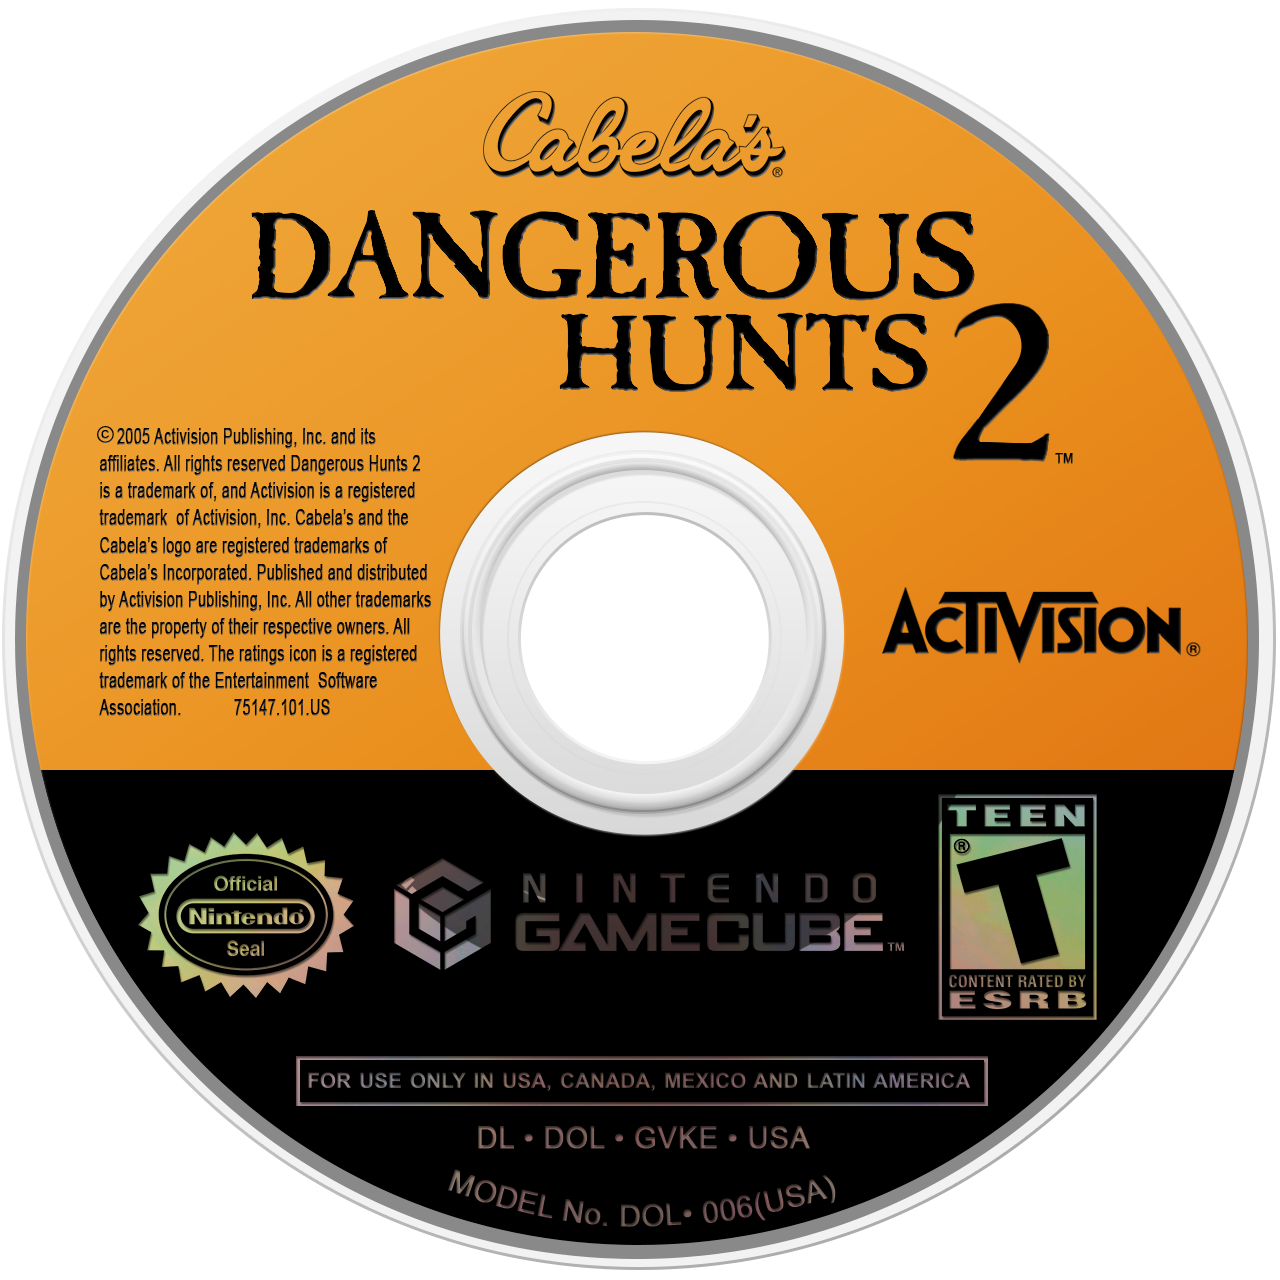 Cabela's®
DANGEROUS
HUNTS 2™
© 2005 Activision Publishing, Inc. and its
affiliates. All rights reserved Dangerous Hunts 2
is a trademark of, and Activision is a registered
trademark of Activision, Inc. Cabela's and the
Cabela's logo are registered trademarks of
Cabela's Incorporated. Published and distributed
by Activision Publishing, Inc. All other trademarks
are the property of their respective owners. All
rights reserved. The ratings icon is a registered
trademark of the Entertainment Software
Association. 75147.101.US
ACTIVISION®
Official
Nintendo®
Seal
NINTENDO
GAMECUBE™
TEEN
T®
CONTENT RATED BY
ESRB
FOR USE ONLY IN USA, CANADA, MEXICO AND LATIN AMERICA
DL • DOL • GVKE • USA
MODEL No. DOL• 006(USA)